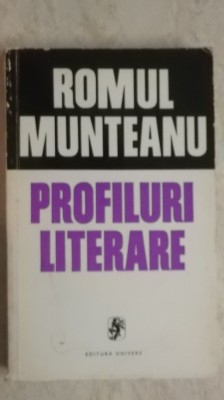 ROMUL
MUNTEANU
PROFILURI
LITERARE
EDITURA UNIVERS